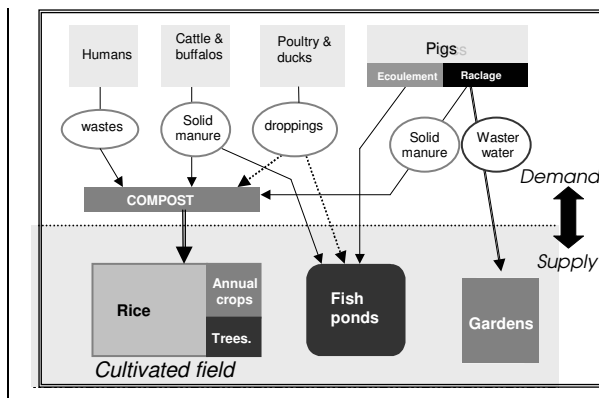 Humans
Cattle &
buffalos
Poultry &
ducks
Pigs
Ecoulement
Raclage
wastes
Solid
manure
droppings
Solid
manure
Waster
water
COMPOST
Demand
Supply
Rice
Annual
crops
Trees.
Fish
ponds
Gardens
Cultivated field